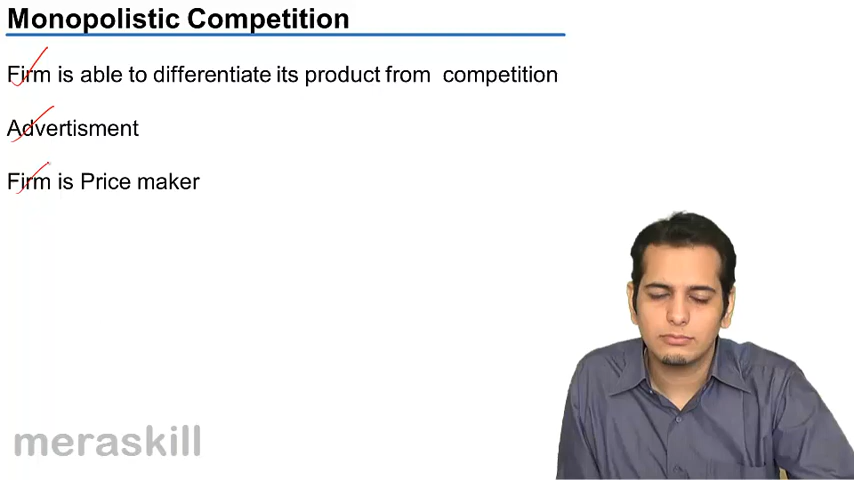 Monopolistic Competition
Firm is able to differentiate its product from competition
Advertisment
Firm is Price maker
meraskill